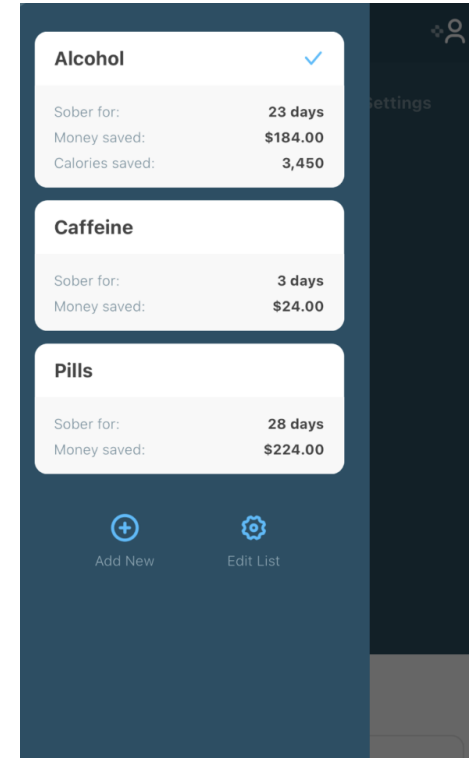 Alcohol
Sober for: 23 days
Money saved: $184.00
Calories saved: 3,450
Caffeine
Sober for: 3 days
Money saved: $24.00
Pills
Sober for: 28 days
Money saved: $224.00
Add New Edit List
Settings